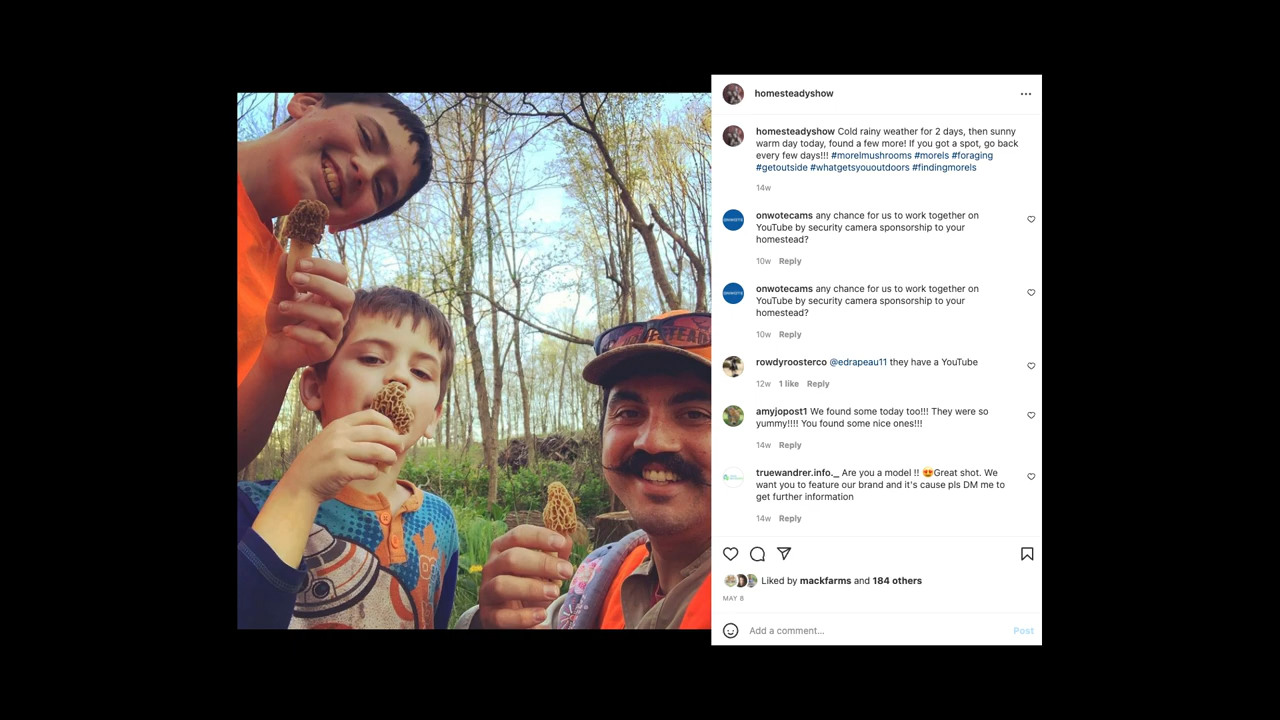 homesteadyshow
homesteadyshow Cold rainy weather for 2 days, then sunny
warm day today, found a few more! If you got a spot, go back
every few days!!! #morelmushrooms #morels #foraging
#getoutside #whatgetsyououtdoors #findingmorels
14w
onwotecams any chance for us to work together on
YouTube by security camera sponsorship to your
homestead?
10w Reply
onwotecams any chance for us to work together on
YouTube by security camera sponsorship to your
homestead?
10w Reply
rowdyroosterco @edrapeau11 they have a YouTube
12w 1 like Reply
amyjopost1 We found some today too!!! They were so
yummy!!!! You found some nice ones!!!
14w Reply
truewandrer.info._ Are you a model !! 😍Great shot. We
want you to feature our brand and it's cause pls DM me to
get further information
14w Reply
Liked by mackfarms and 184 others
MAY 8
Add a comment...
Post